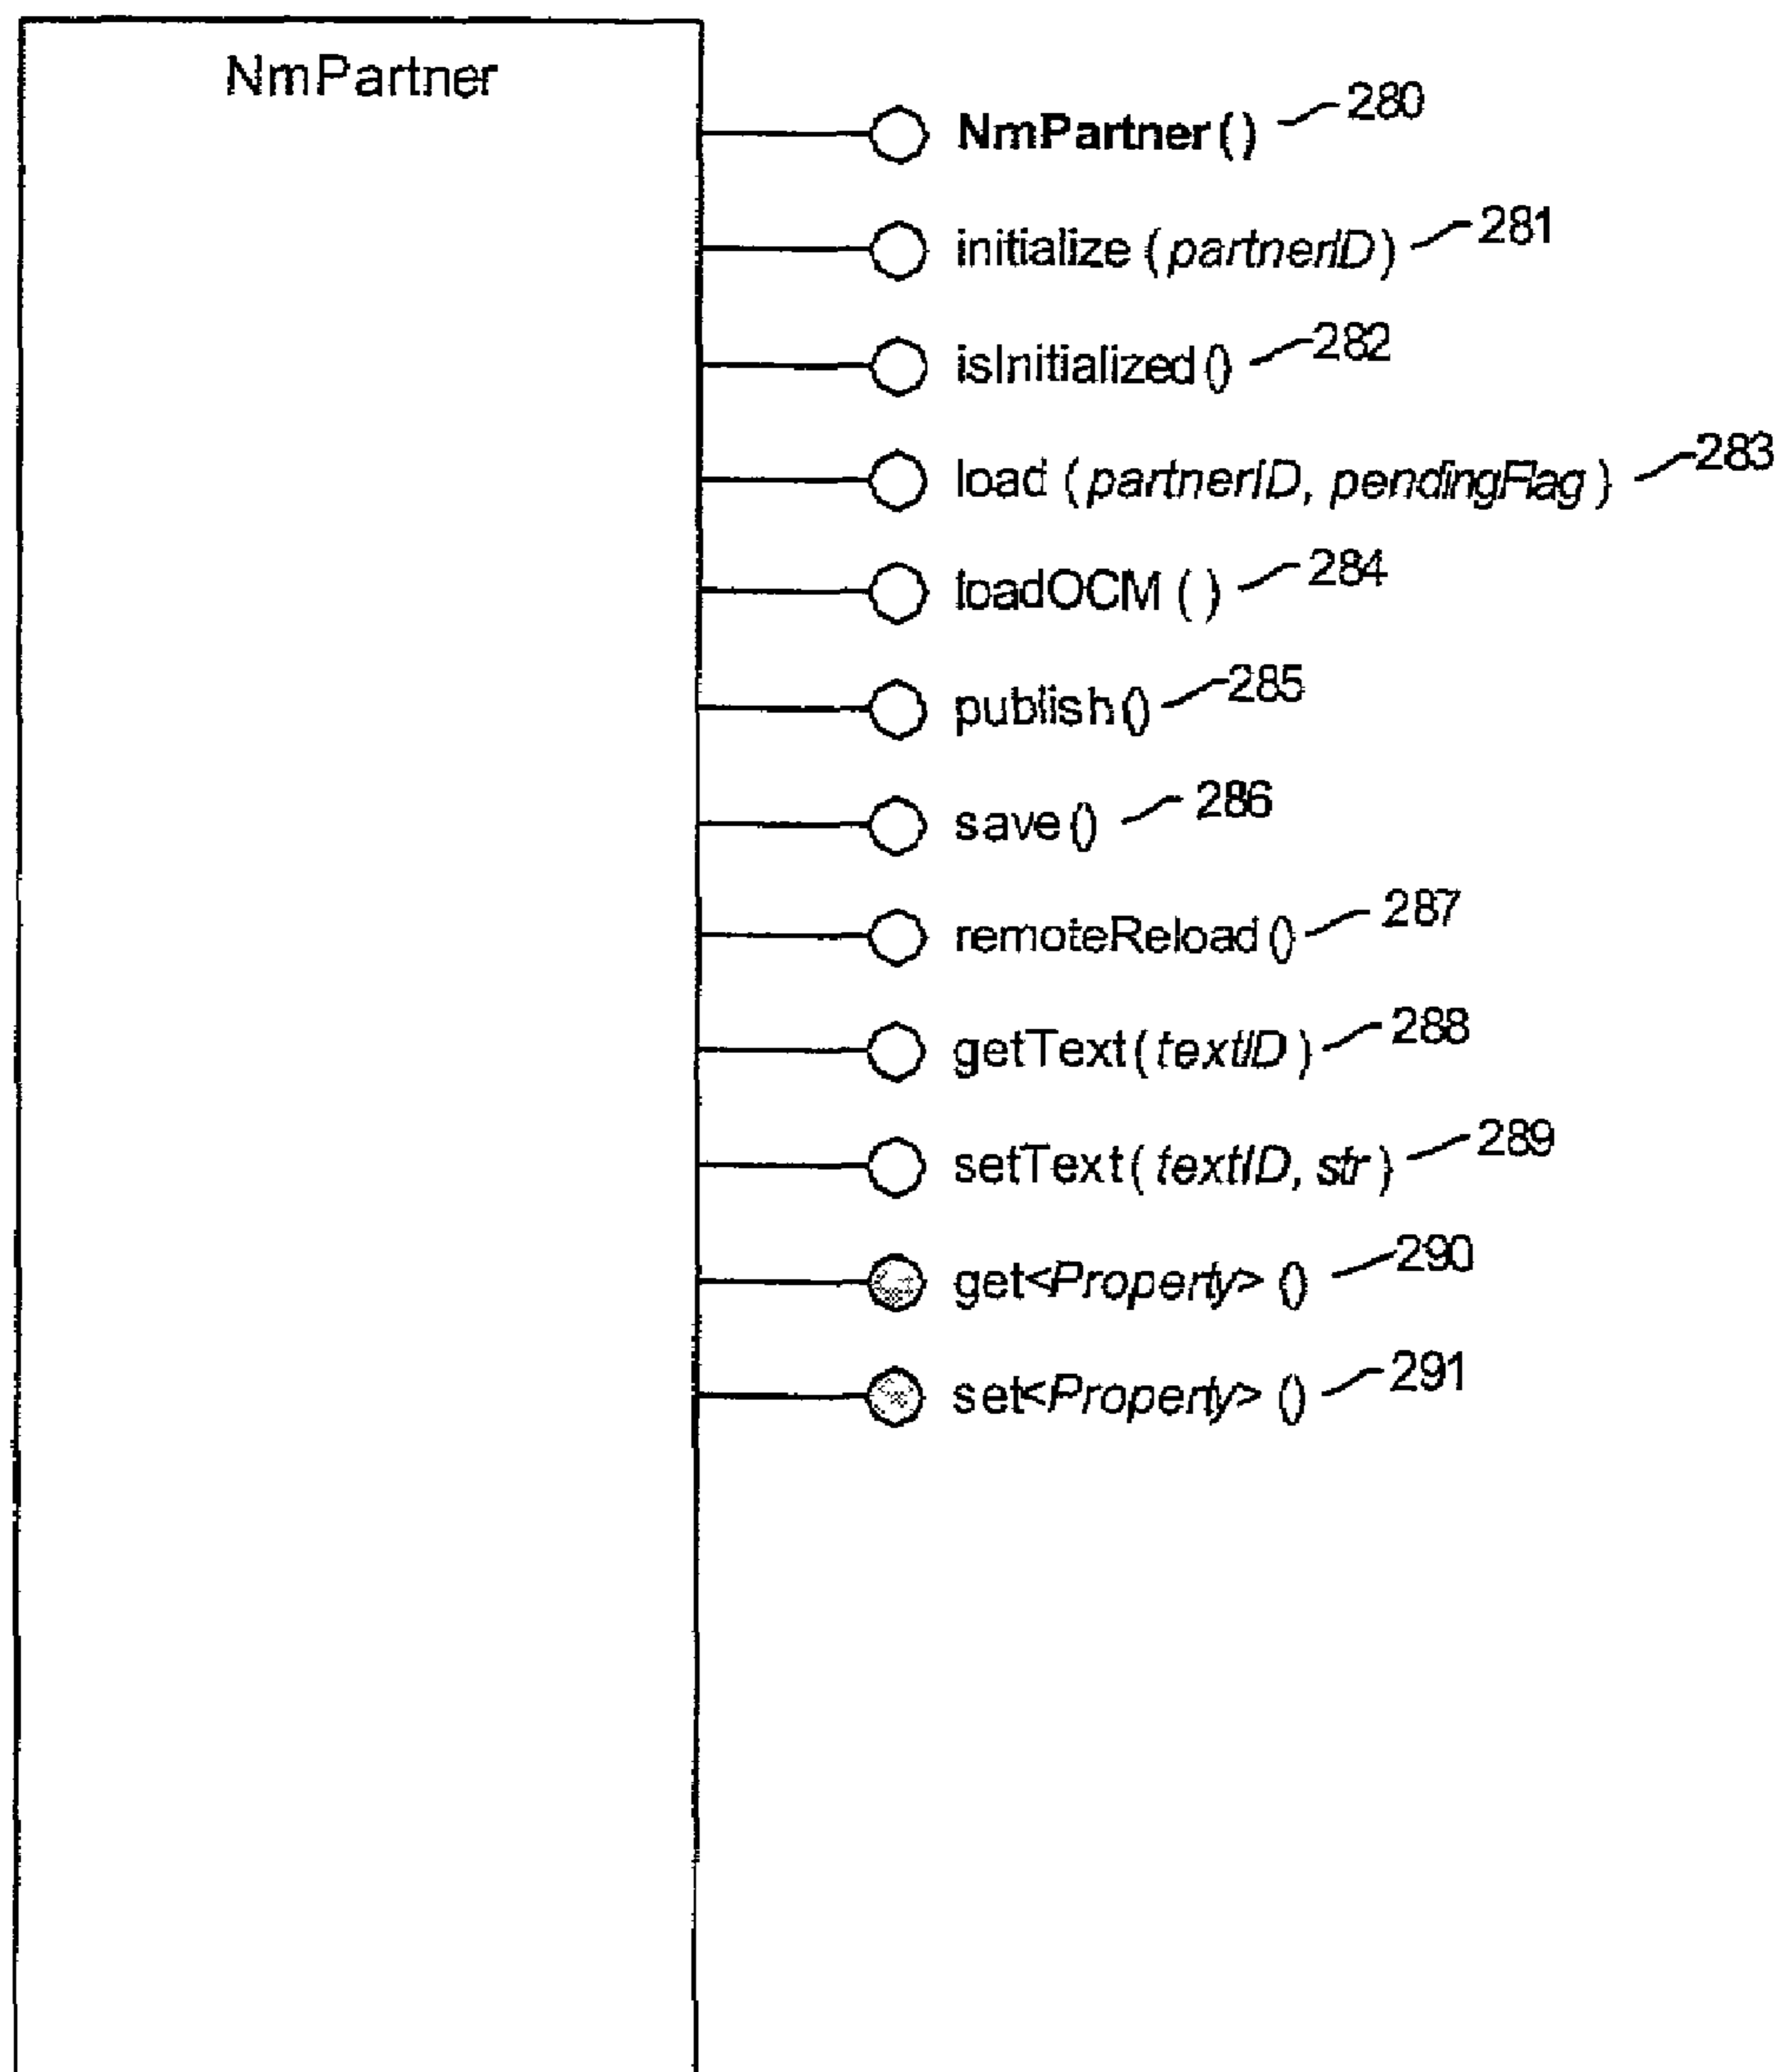 NmPartner
NmPartner() 280
initialize (partnerID) 281
isInitialized() 282
load (partnerID, pendingFlag) 283
loadOCM () 284
publish() 285
save() 286
remoteReload() 287
getText(textID) 288
setText(textID, str) 289
get<Property> () 290
set<Property> () 291